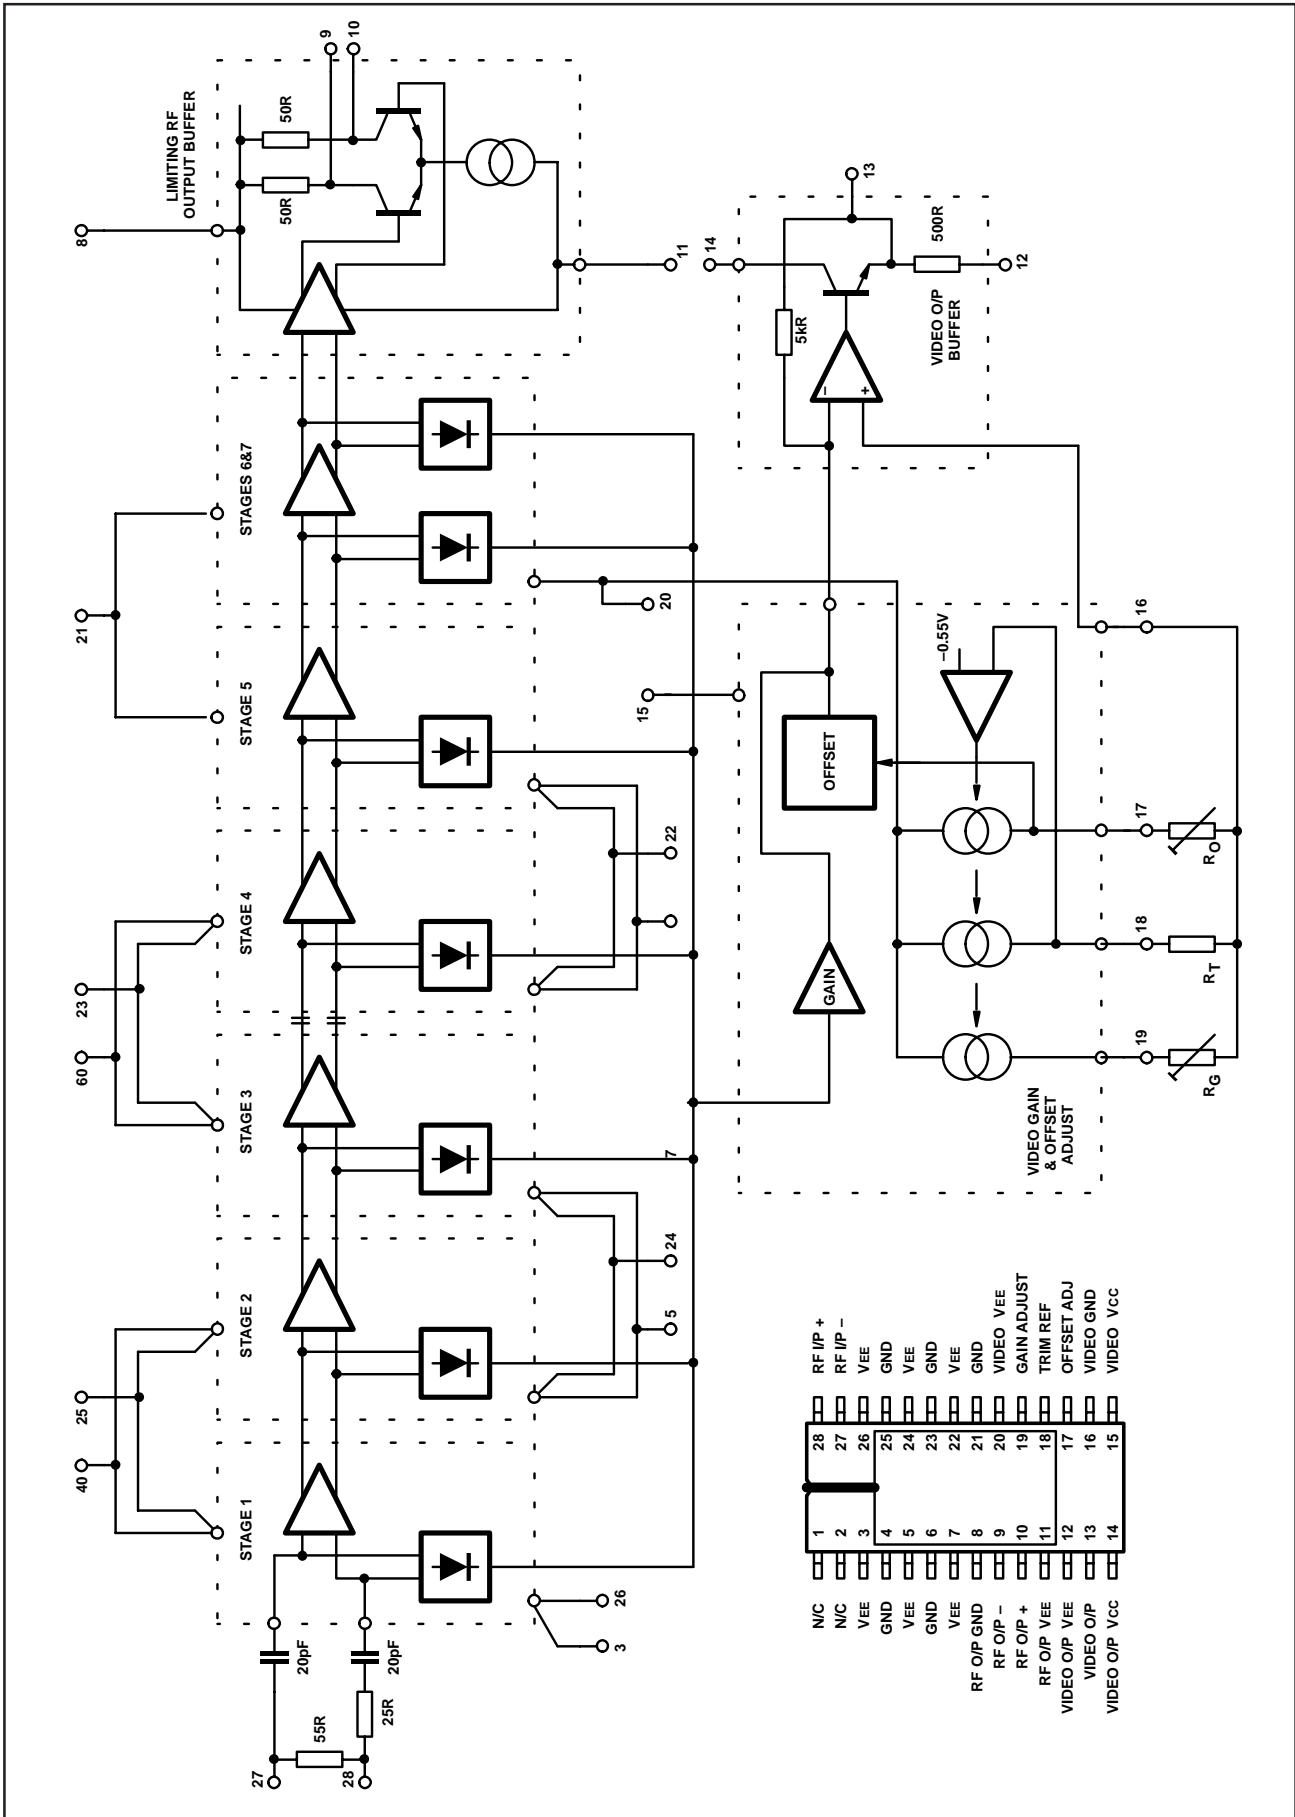 LIMITING RF
OUTPUT BUFFER
8
50R
50R
9
10
11
STAGES 6&7
21
20
STAGE 5
STAGE 4
22
23
60
STAGE 3
7
STAGE 2
24
5
25
40
STAGE 1
26
3
20pF
20pF
55R
25R
27
28
14
13
5kR
500R
12
–
+
VIDEO O/P
BUFFER
15
16
–0.55V
OFFSET
GAIN
17
RO
18
RT
19
RG
VIDEO GAIN
& OFFSET
ADJUST
N/C 1 28 RF I/P +
N/C 2 27 RF I/P –
VEE 3 26 VEE
GND 4 25 GND
VEE 5 24 VEE
GND 6 23 GND
VEE 7 22 VEE
RF O/P GND 8 21 GND
RF O/P – 9 20 VIDEO VEE
RF O/P + 10 19 GAIN ADJUST
RF O/P VEE 11 18 TRIM REF
VIDEO O/P VEE 12 17 OFFSET ADJ
VIDEO O/P 13 16 VIDEO GND
VIDEO O/P VCC 14 15 VIDEO VCC